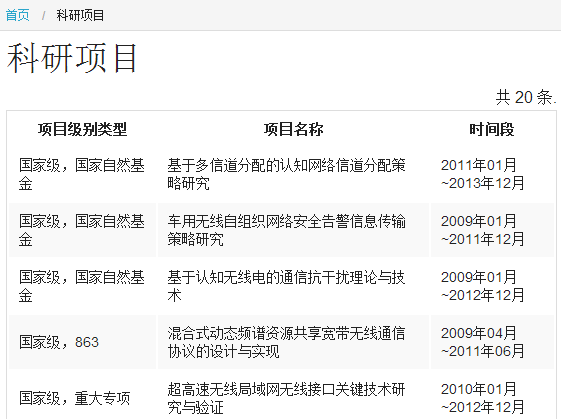 首页 / 科研项目
科研项目
共 20 条.
项目级别类型 项目名称 时间段
国家级，国家自然基 基于多信道分配的认知网络信道分配策 2011年01月
金 略研究 ~2013年12月
国家级，国家自然基 车用无线自组织网络安全告警信息传输 2009年01月
金 策略研究 ~2011年12月
国家级，国家自然基 基于认知无线电的通信抗干扰理论与技 2009年01月
金 术 ~2012年12月
国家级，863 混合式动态频谱资源共享宽带无线通信 2009年04月
协议的设计与实现 ~2011年06月
国家级，重大专项 超高速无线局域网无线接口关键技术研 2010年01月
究与验证 ~2012年12月